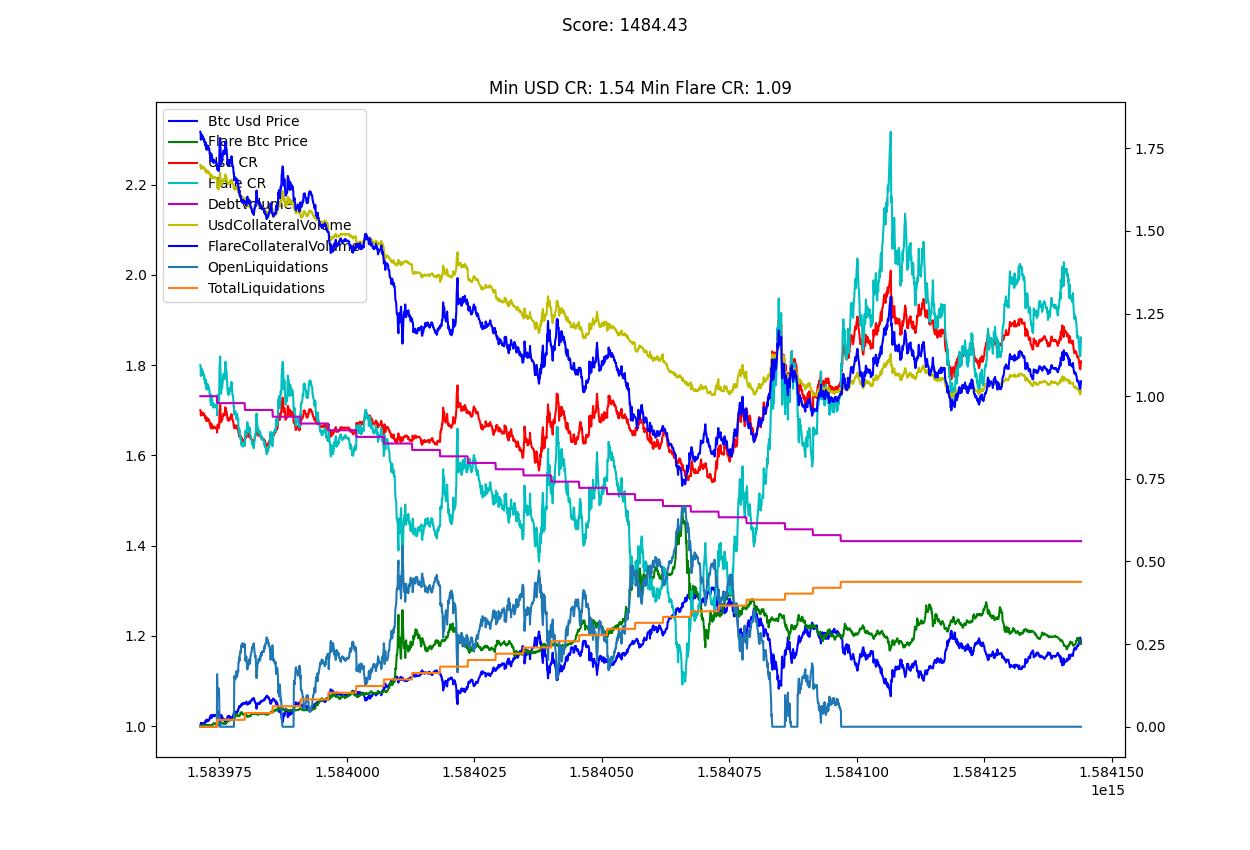 Score: 1484.43
Min USD CR: 1.54 Min Flare CR: 1.09
Btc Usd Price
Flare Btc Price
Usd CR
Flare CR
DebtVolume
UsdCollateralVolume
FlareCollateralVolume
OpenLiquidations
TotalLiquidations
2.2
2.0
1.8
1.6
1.4
1.2
1.0
1.75
1.50
1.25
1.00
0.75
0.50
0.25
0.00
1.583975 1.584000 1.584025 1.584050 1.584075 1.584100 1.584125 1.584150
1e15